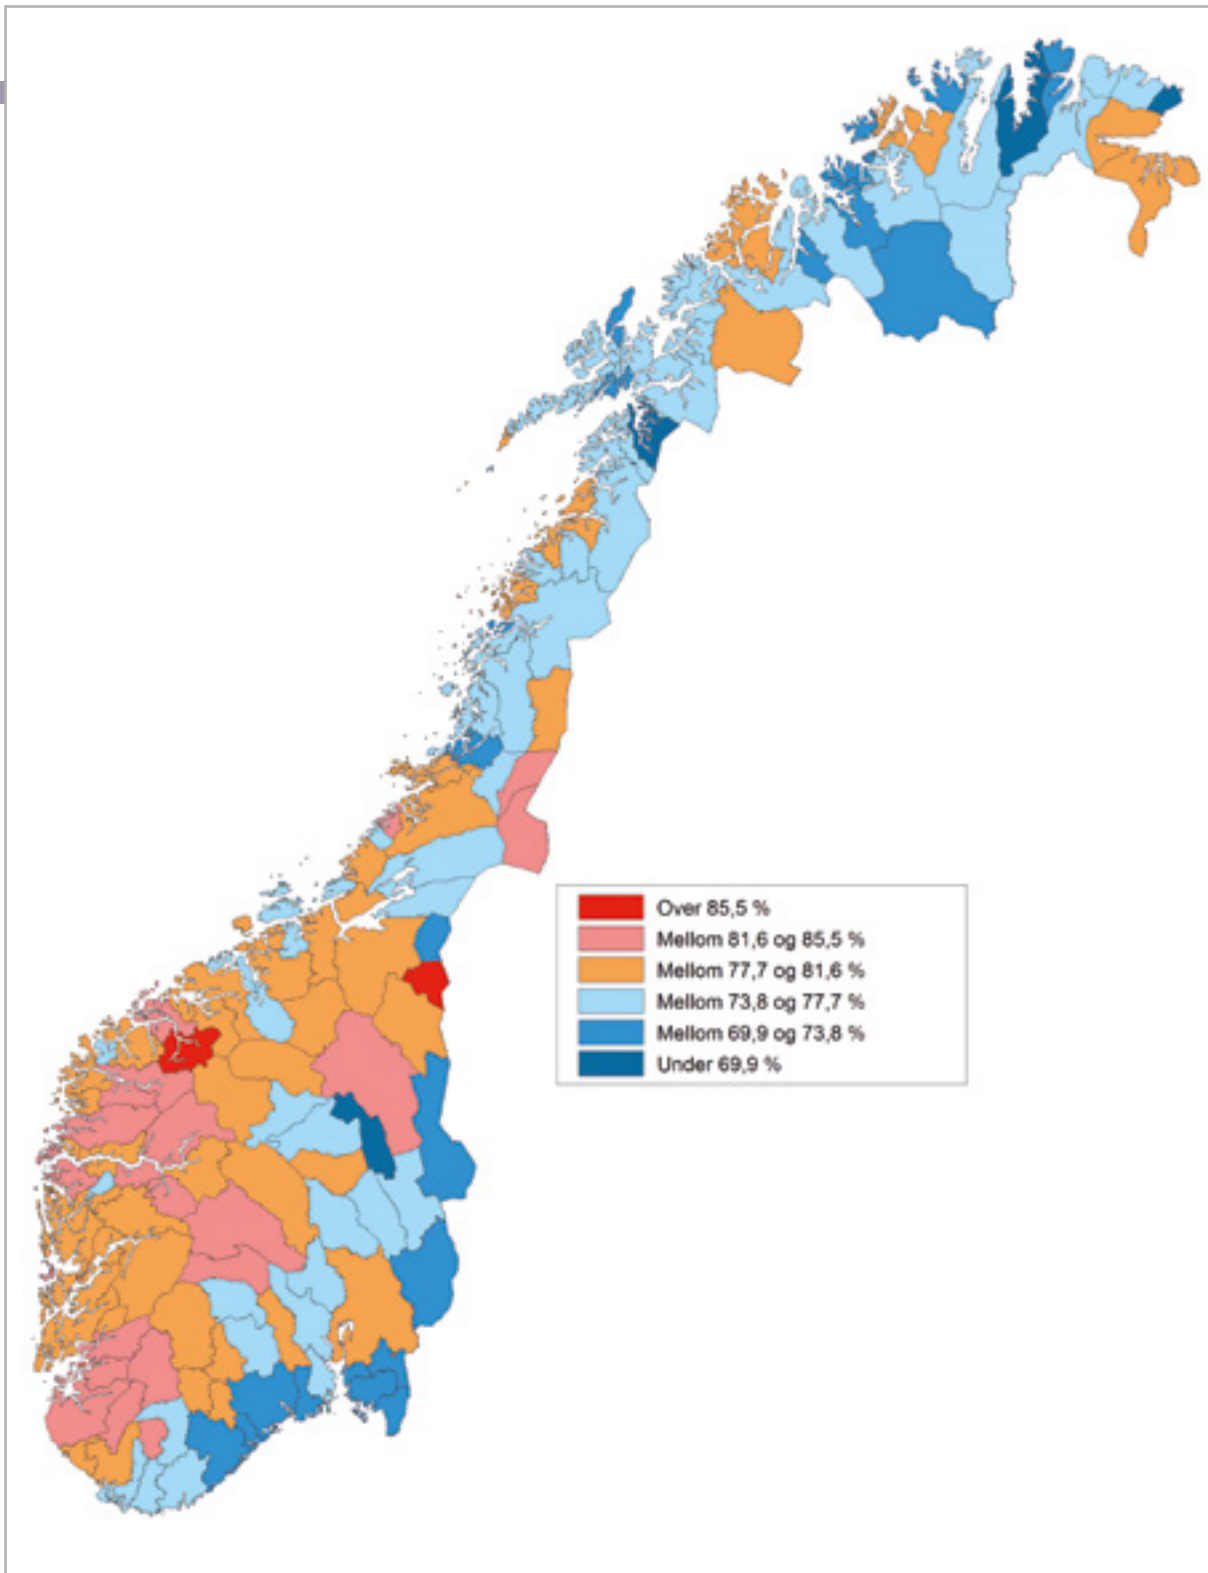 Over 85,5 %
Mellom 81,6 og 85,5 %
Mellom 77,7 og 81,6 %
Mellom 73,8 og 77,7 %
Mellom 69,9 og 73,8 %
Under 69,9 %